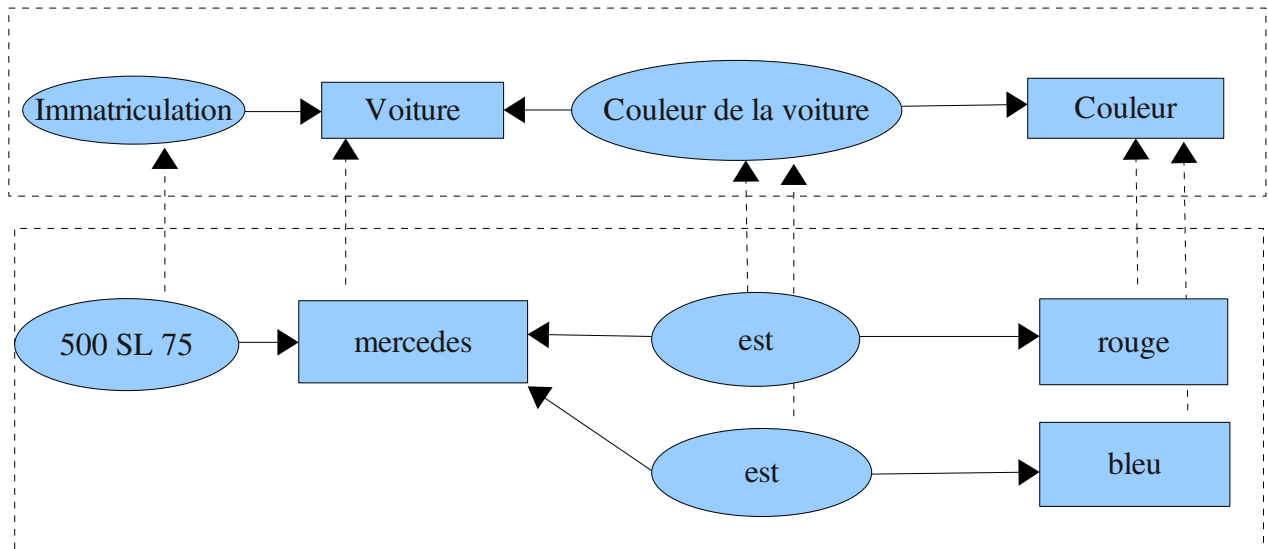 Immatriculation
Voiture
Couleur de la voiture
Couleur
500 SL 75
mercedes
est
rouge
est
bleu